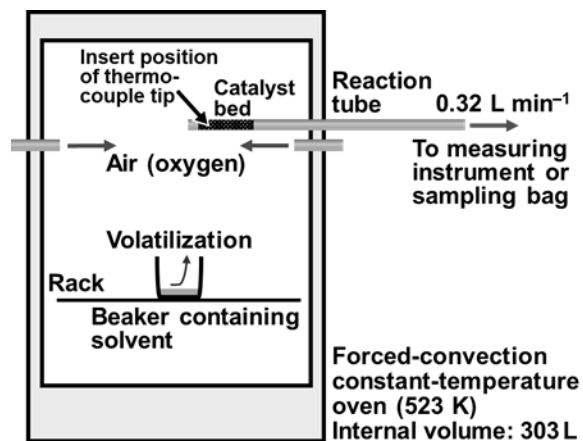 Insert position
of thermo-
couple tip
Catalyst
bed
Reaction
tube
0.32 L min⁻¹
Air (oxygen)
To measuring
instrument or
sampling bag
Volatilization
Rack
Beaker containing
solvent
Forced-convection
constant-temperature
oven (523 K)
Internal volume: 303 L